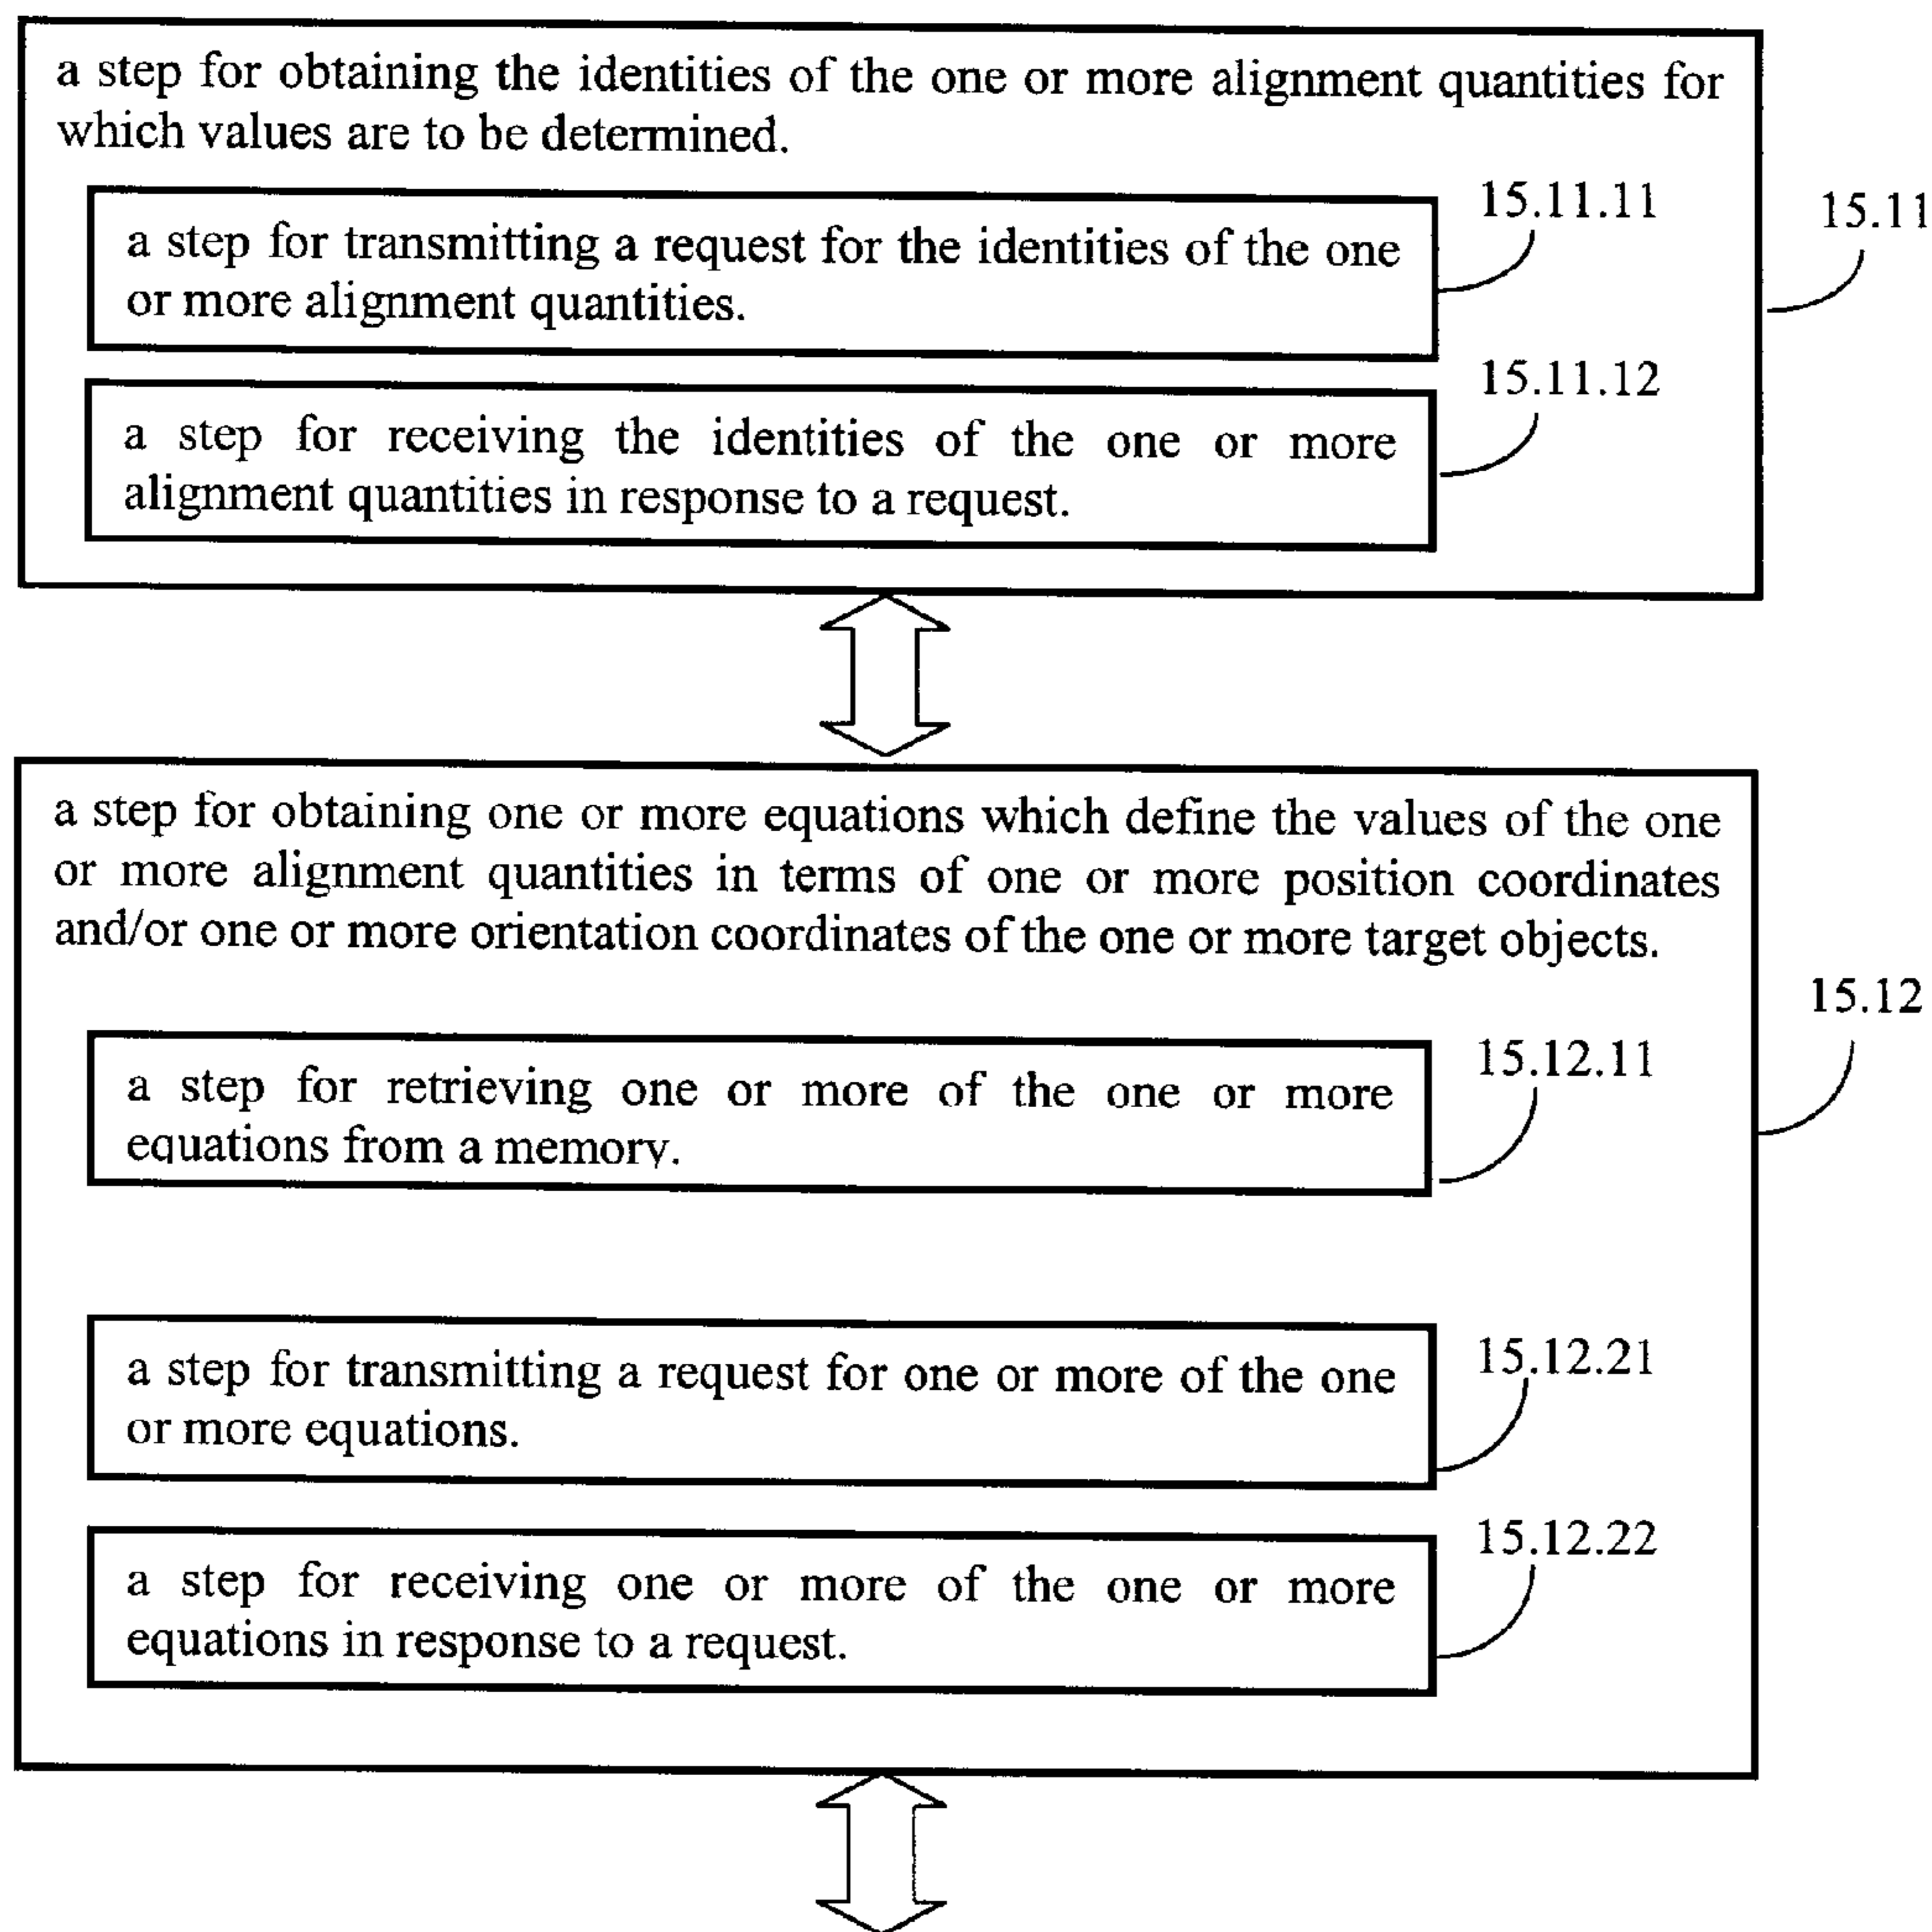 a step for obtaining the identities of the one or more alignment quantities for
which values are to be determined.
15.11.11
15.11
a step for transmitting a request for the identities of the one
or more alignment quantities.
15.11.12
a step for receiving the identities of the one or more
alignment quantities in response to a request.
a step for obtaining one or more equations which define the values of the one
or more alignment quantities in terms of one or more position coordinates
and/or one or more orientation coordinates of the one or more target objects.
15.12
15.12.11
a step for retrieving one or more of the one or more
equations from a memory.
15.12.21
a step for transmitting a request for one or more of the one
or more equations.
15.12.22
a step for receiving one or more of the one or more
equations in response to a request.